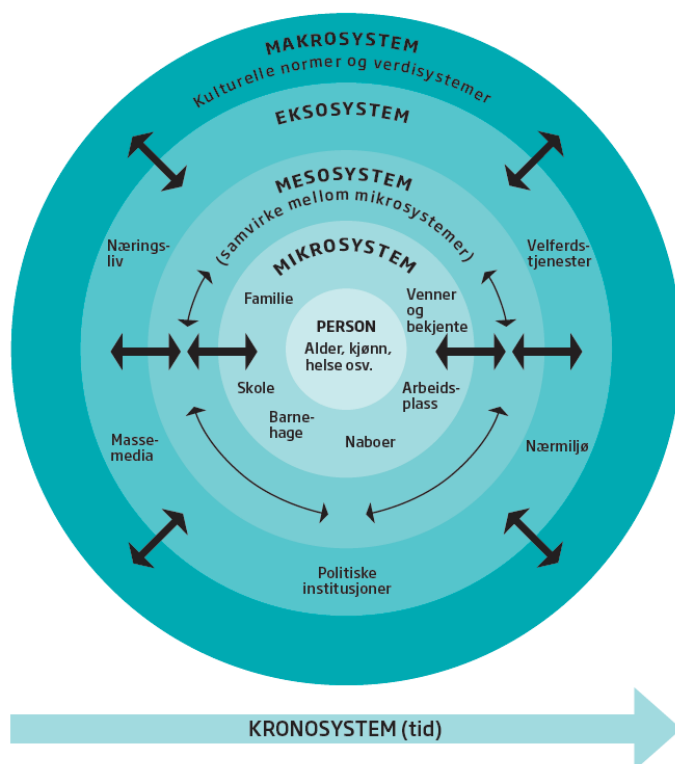 MAKROSYSTEM
Kulturelle normer og verdisystemer
EKSOSYSTEM
MESOSYSTEM
(samvirke mellom mikrosystemer)
MIKROSYSTEM
Nærings-
liv
Velferds-
tjenester
Familie
Venner
og
bekjente
PERSON
Alder, kjønn,
helse osv.
Skole
Arbeids-
plass
Barne-
hage
Naboer
Masse-
media
Nærmiljø
Politiske
institusjoner
KRONOSYSTEM (tid)